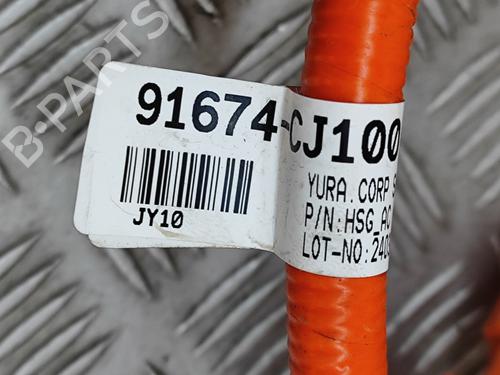 B-PARTS
91674-CJ100
YURA.CORP
P/N:HSG_AC
JY10
LOT-NO:240